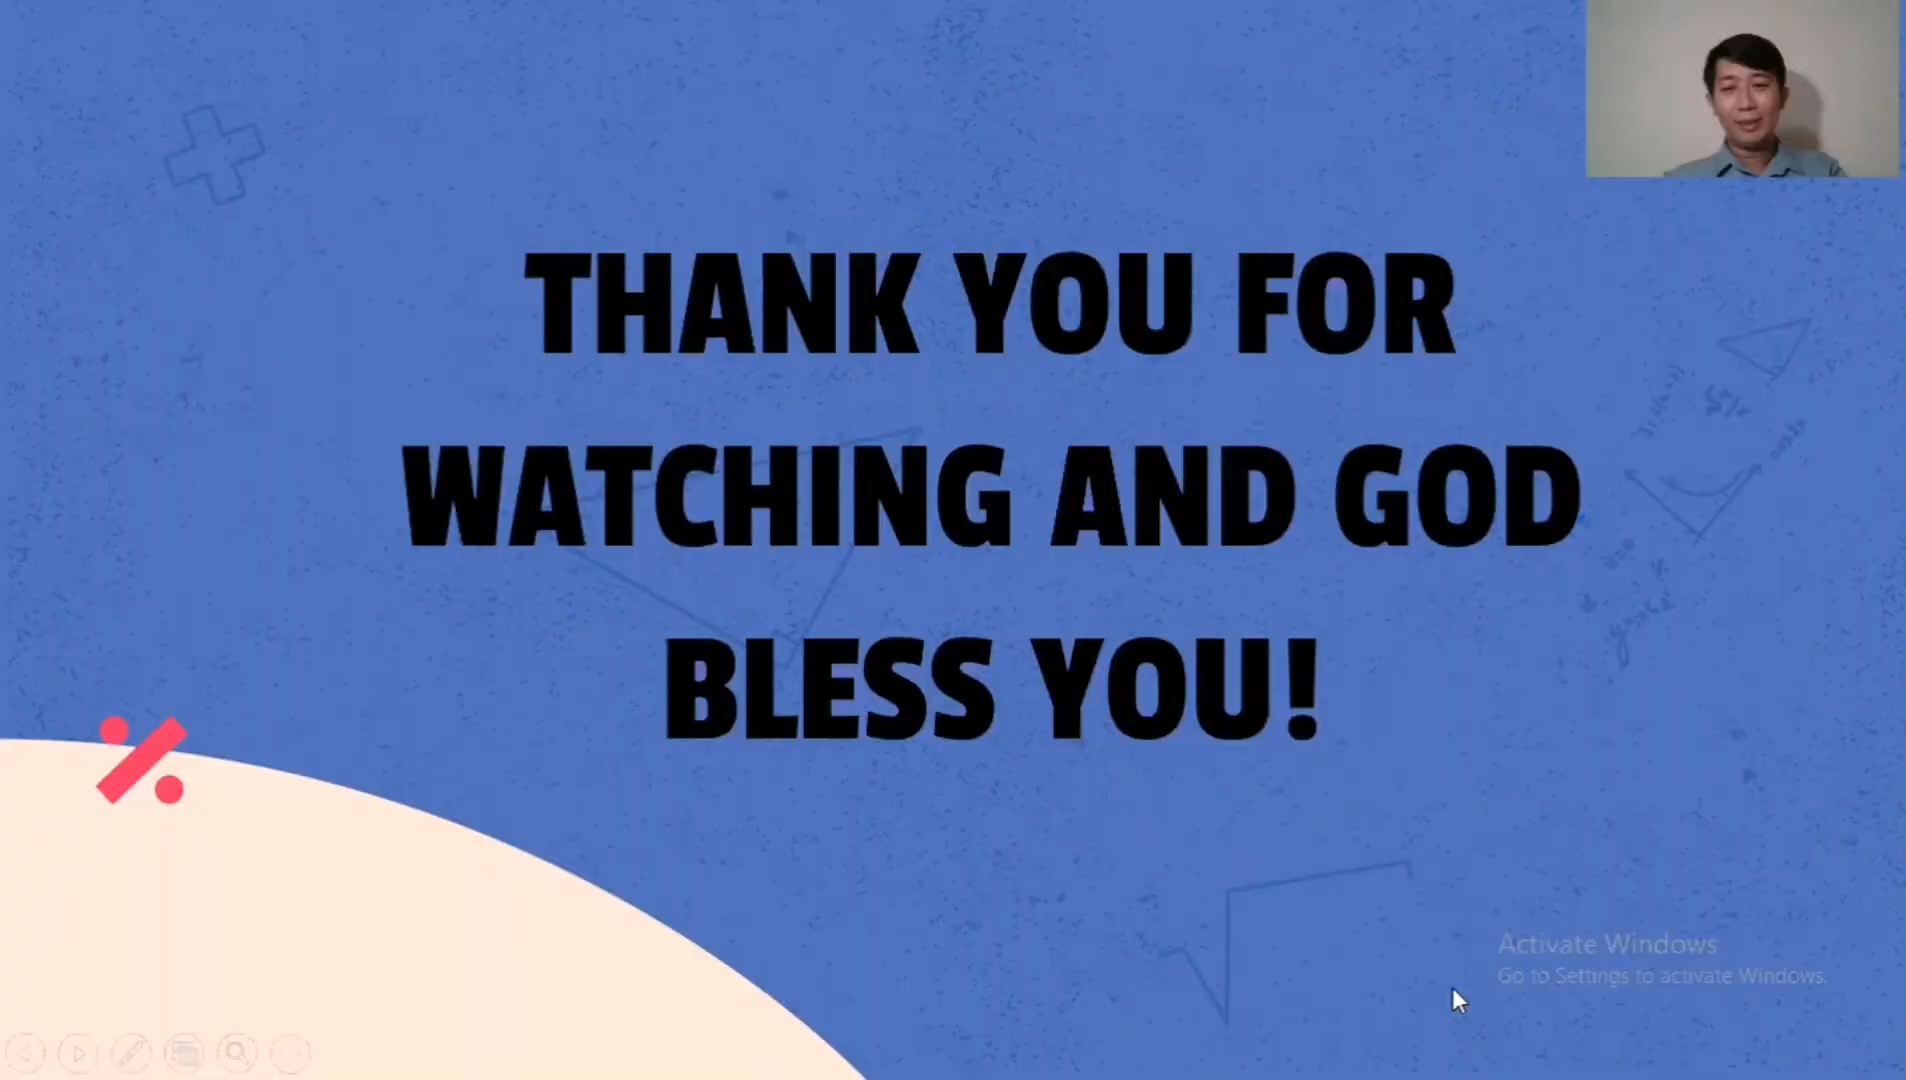 THANK YOU FOR
WATCHING AND GOD
BLESS YOU!
Activate Windows
Go to Settings to activate Windows.